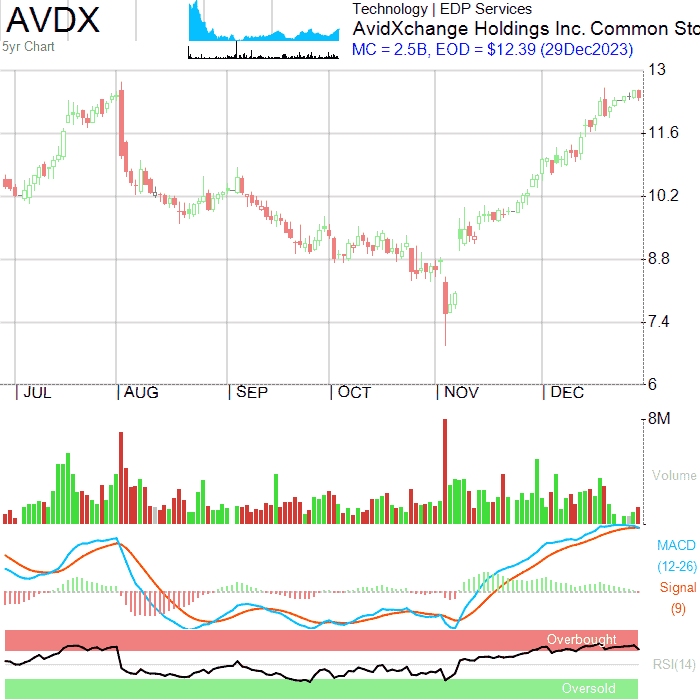 AVDX
5yr Chart
Technology | EDP Services
AvidXchange Holdings Inc. Common Sto
MC = 2.5B, EOD = $12.39 (29Dec2023)
13
11.6
10.2
8.8
7.4
6
JUL AUG SEP OCT NOV DEC
8M
Volume
MACD
(12-26)
Signal
(9)
Overbought
RSI(14)
Oversold